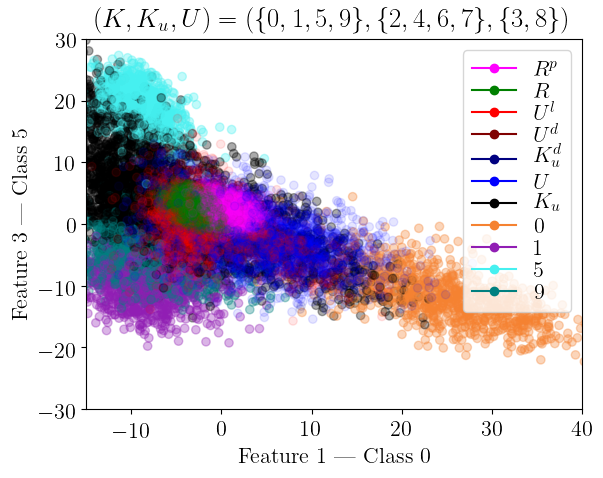 (K, K_u, U) = ({0, 1, 5, 9}, {2, 4, 6, 7}, {3, 8})
30
20
10
0
−10
−20
−30
Feature 3 — Class 5
−10
0
10
20
30
40
Feature 1 — Class 0
R^p
R
U^l
U^d
K_u^d
U
K_u
0
1
5
9